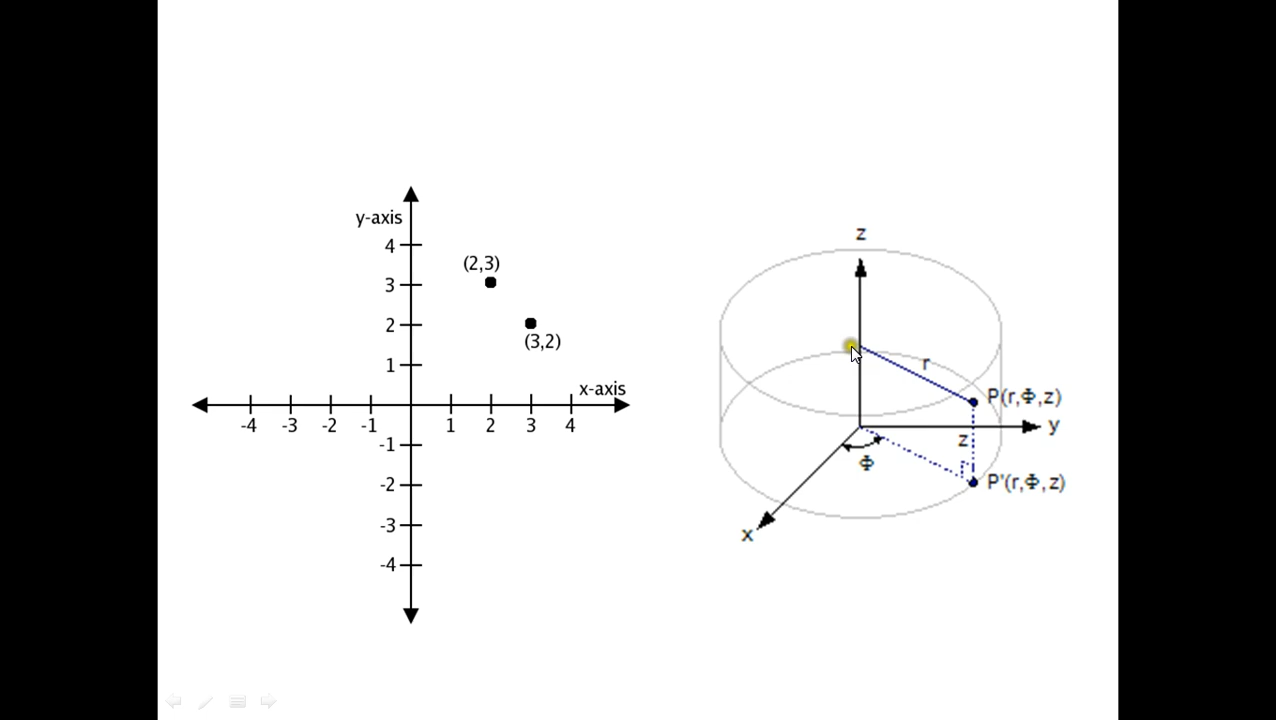 y-axis
4
(2,3)
3
2
(3,2)
1
x-axis
-4 -3 -2 -1 1 2 3 4
-1
-2
-3
-4
z
r
P(r,Φ,z)
y
z
Φ
P'(r,Φ,z)
x